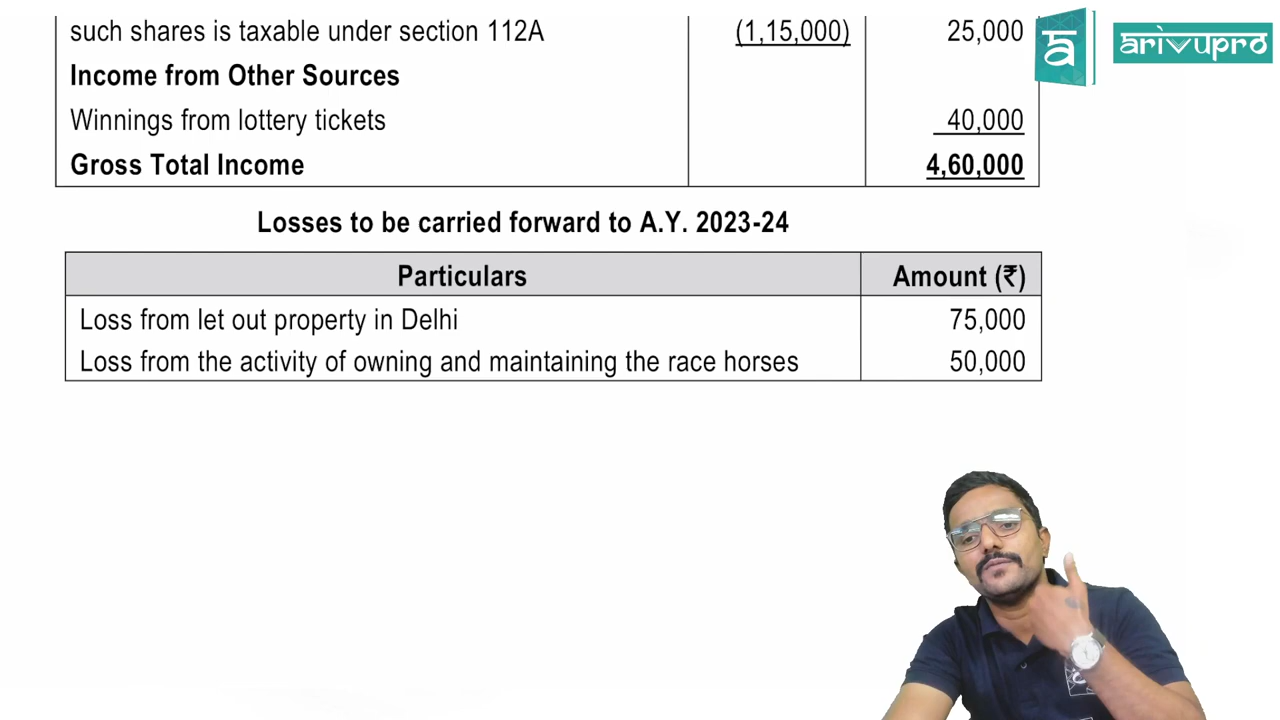 such shares is taxable under section 112A (1,15,000) 25,000
Income from Other Sources
Winnings from lottery tickets 40,000
Gross Total Income 4,60,000
Losses to be carried forward to A.Y. 2023-24
Particulars Amount (₹)
Loss from let out property in Delhi 75,000
Loss from the activity of owning and maintaining the race horses 50,000
arivupro